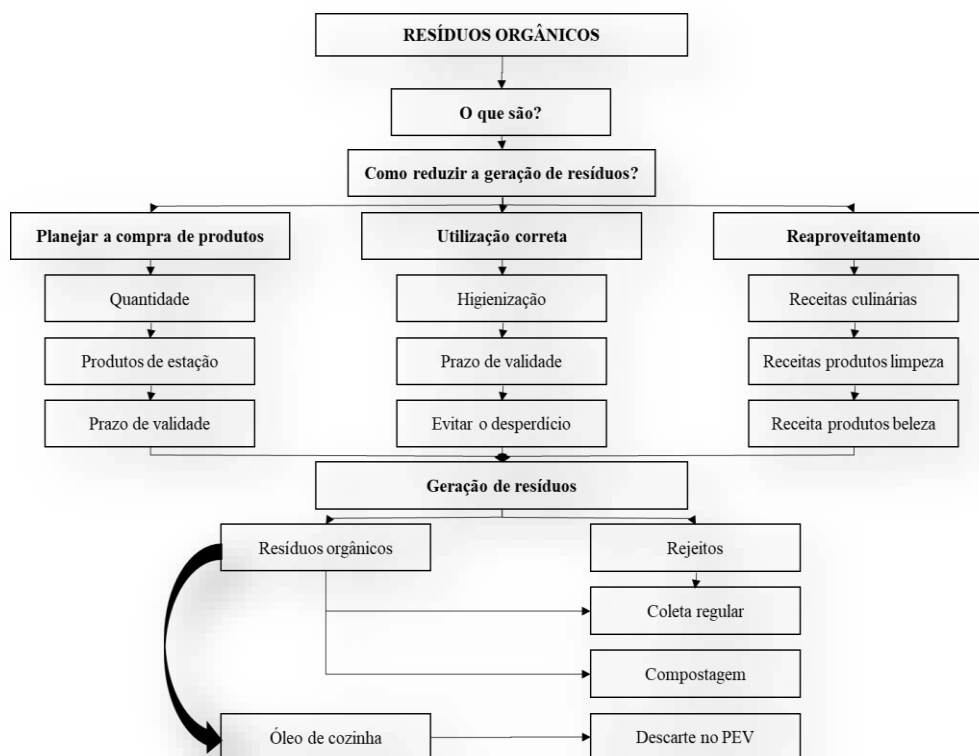 RESÍDUOS ORGÂNICOS
O que são?
Como reduzir a geração de resíduos?
Planejar a compra de produtos
Utilização correta
Reaproveitamento
Quantidade
Higienização
Receitas culinárias
Produtos de estação
Prazo de validade
Receitas produtos limpeza
Prazo de validade
Evitar o desperdício
Receita produtos beleza
Geração de resíduos
Resíduos orgânicos
Rejeitos
Coleta regular
Compostagem
Óleo de cozinha
Descarte no PEV